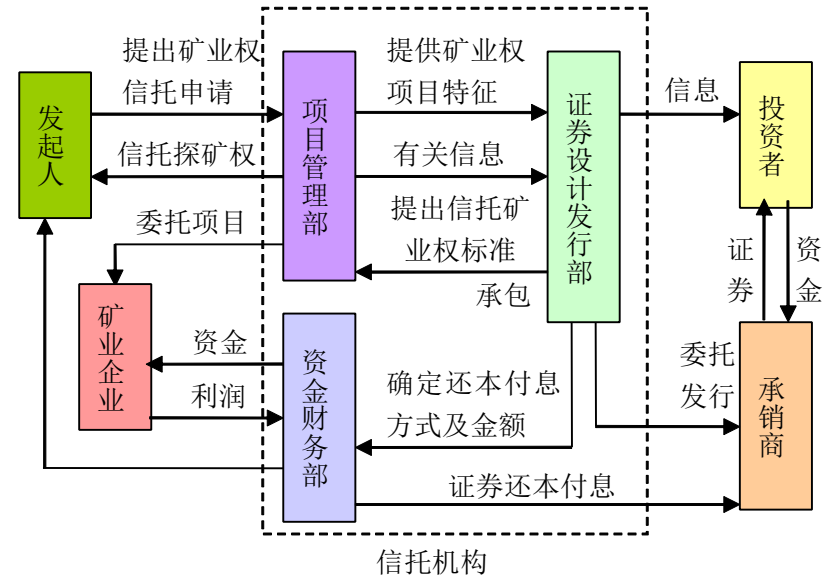 提出矿业权
信托申请
提供矿业权
项目特征
信息
发起人
项目管理部
证券设计发行部
投资者
信托探矿权
有关信息
委托项目
提出信托矿
业权标准
承包
证券
资金
矿业企业
资金
利润
资金财务部
确定还本付息
方式及金额
委托
发行
承销商
证券还本付息
信托机构